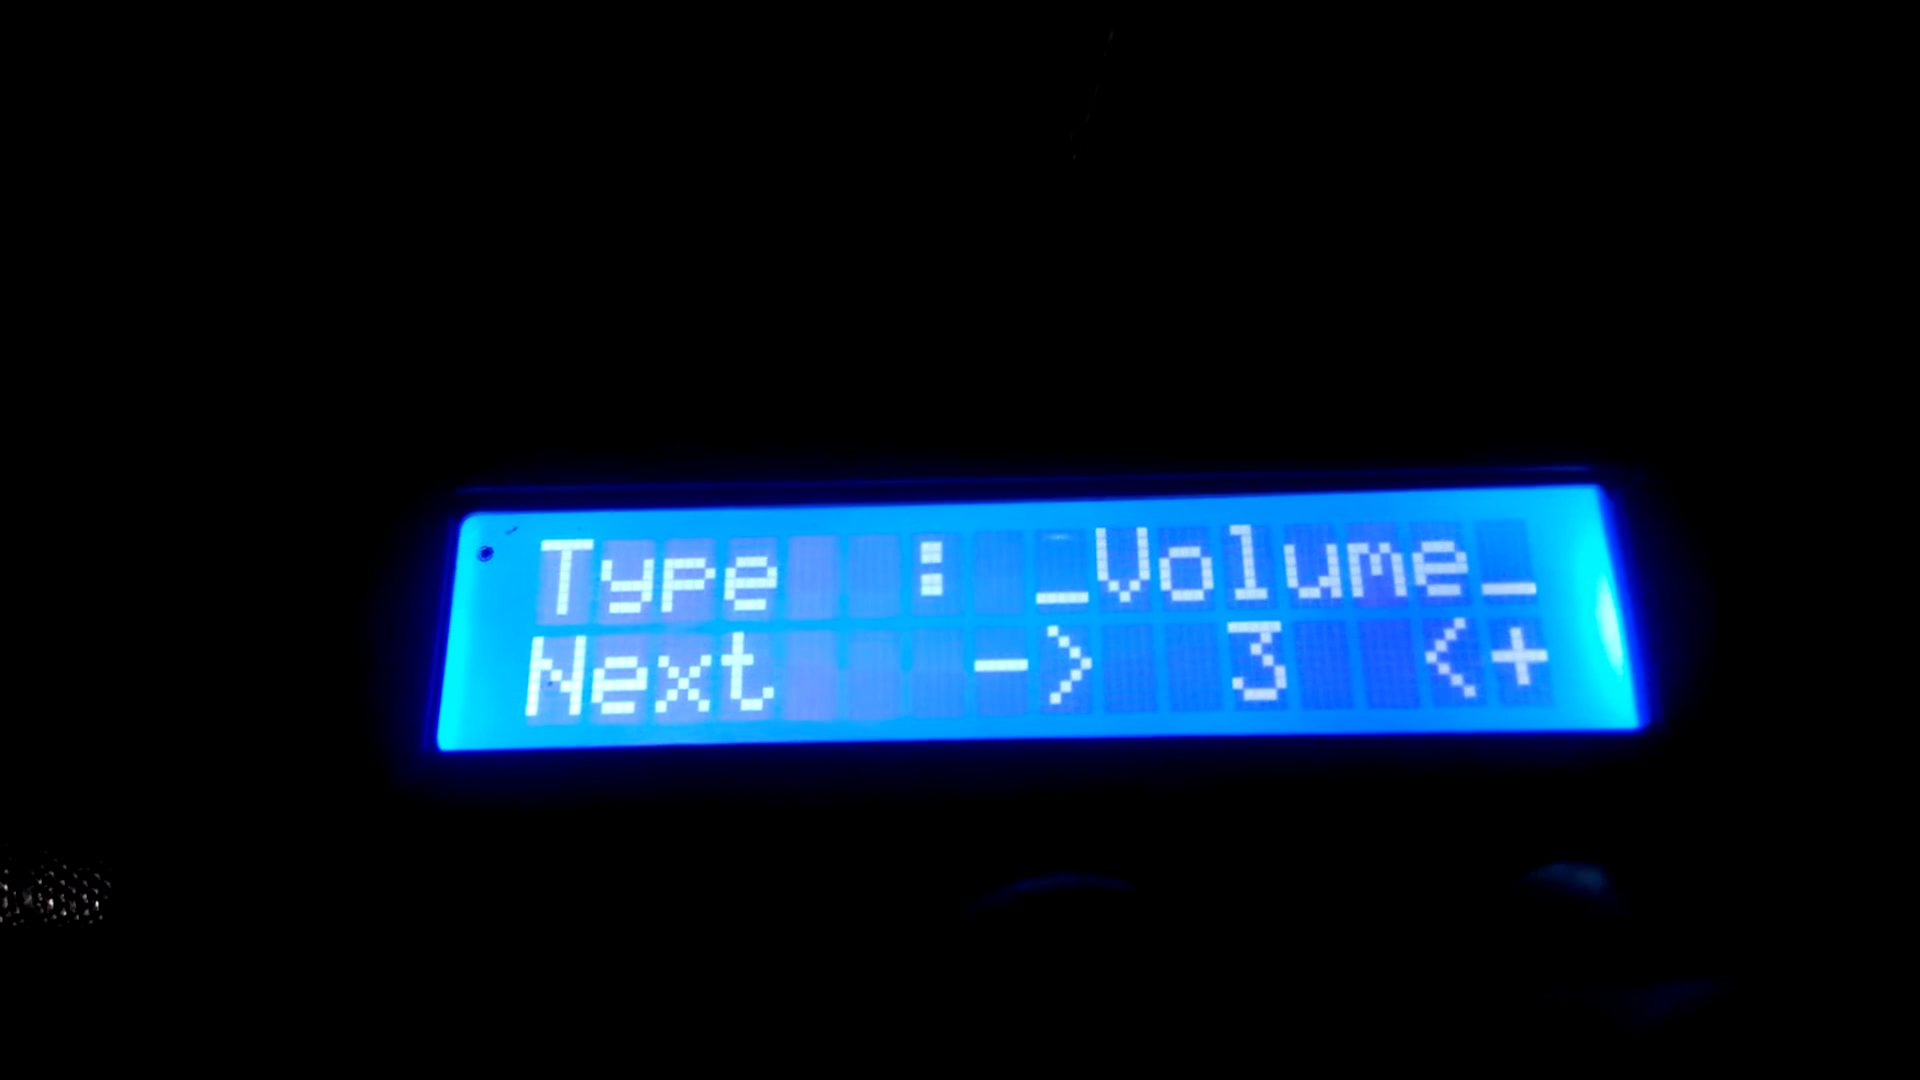 Type  : _Volume_
Next   ->  3  <+